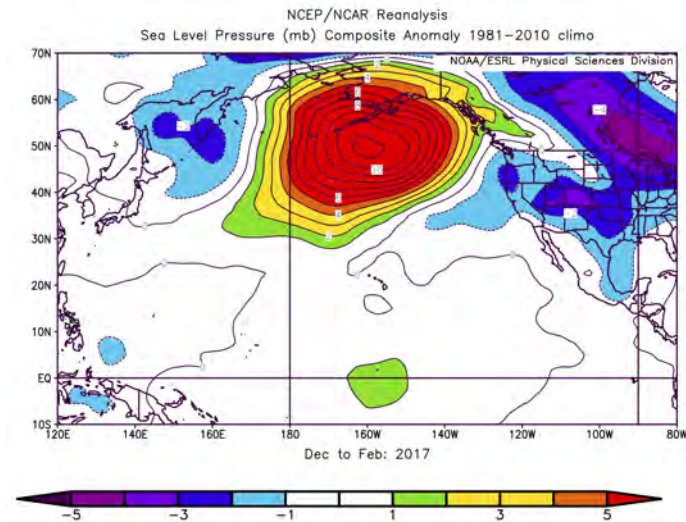 NCEP/NCAR Reanalysis
Sea Level Pressure (mb) Composite Anomaly 1981-2010 climo
NOAA/ESRL Physical Sciences Division
70N
60N
50N
40N
30N
20N
10N
EQ
10S
120E 140E 160E 180 160W 140W 120W 100W 80W
Dec to Feb: 2017
-5 -3 -1 1 3 5